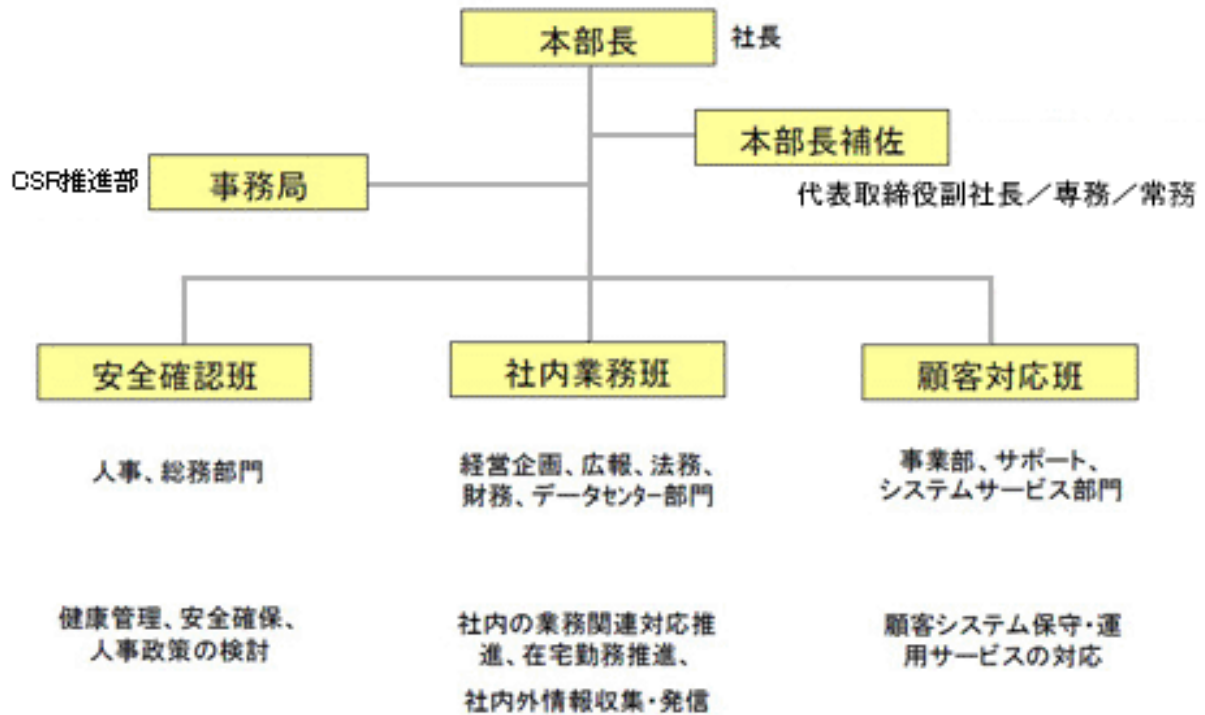 本部長
社長
本部長補佐
代表取締役副社長／専務／常務
CSR推進部
事務局
安全確認班
社内業務班
顧客対応班
人事、総務部門
経営企画、広報、法務、
財務、データセンター部門
事業部、サポート、
システムサービス部門
健康管理、安全確保、
人事政策の検討
社内の業務関連対応推
進、在宅勤務推進、
社内外情報収集・発信
顧客システム保守・運
用サービスの対応